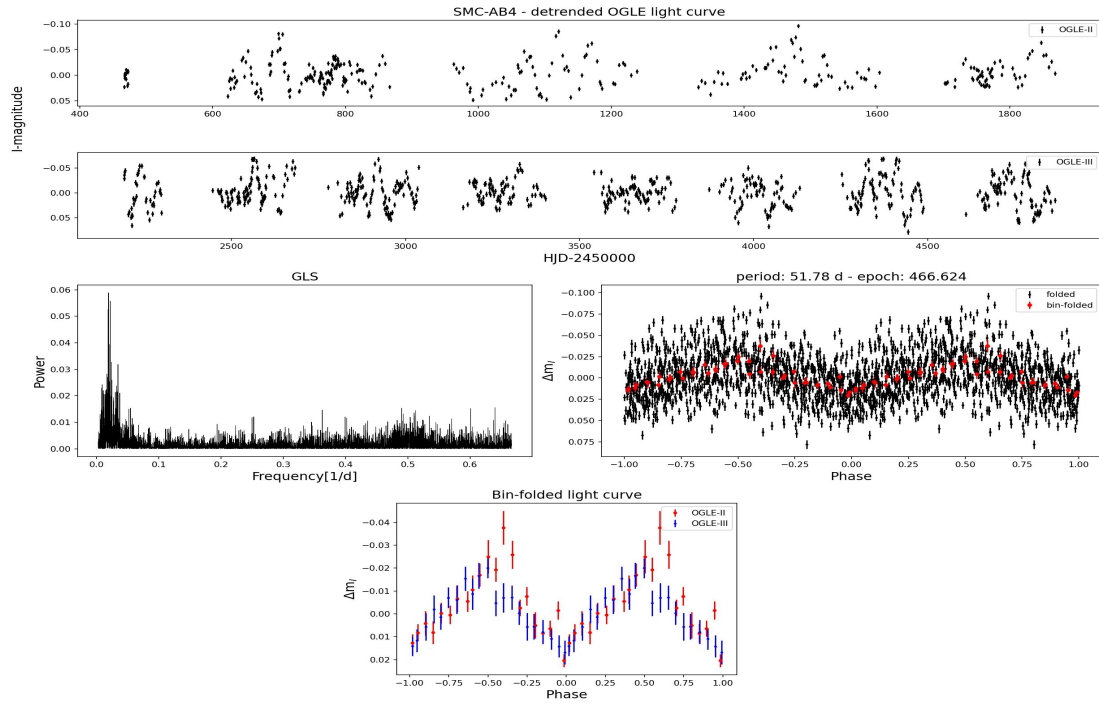 SMC-AB4 - detrended OGLE light curve
I-magnitude
−0.10
−0.05
0.00
0.05
OGLE-II
400 600 800 1000 1200 1400 1600 1800
−0.05
0.00
0.05
OGLE-III
2500 3000 3500 4000 4500
HJD-2450000
GLS
Power
0.06
0.05
0.04
0.03
0.02
0.01
0.00
0.0 0.1 0.2 0.3 0.4 0.5 0.6
Frequency[1/d]
period: 51.78 d - epoch: 466.624
Δm_I
−0.100
−0.075
−0.050
−0.025
0.000
0.025
0.050
0.075
folded
bin-folded
−1.00 −0.75 −0.50 −0.25 0.00 0.25 0.50 0.75 1.00
Phase
Bin-folded light curve
Δm_I
−0.04
−0.03
−0.02
−0.01
0.00
0.01
0.02
OGLE-II
OGLE-III
−1.00 −0.75 −0.50 −0.25 0.00 0.25 0.50 0.75 1.00
Phase